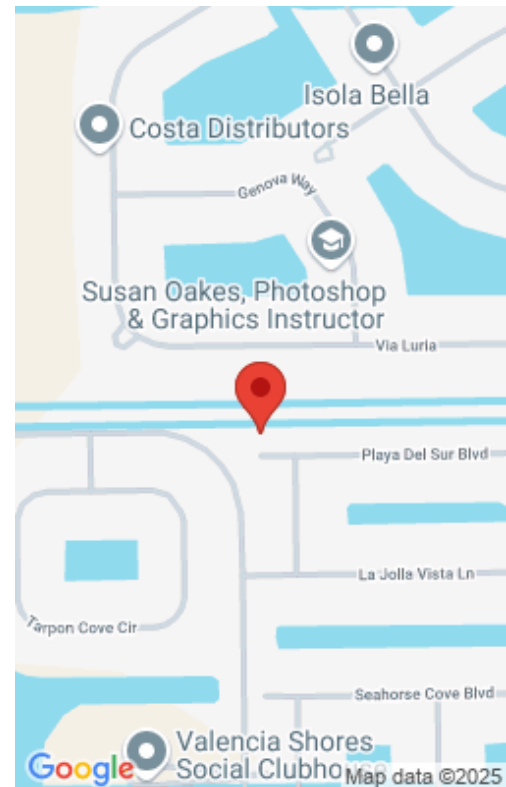 Isola Bella
Costa Distributors
Genova Way
Susan Oakes, Photoshop
& Graphics Instructor
Via Luria
Playa Del Sur Blvd
La Jolla Vista Ln
Tarpon Cove Cir
Seahorse Cove Blvd
Valencia Shores
Social Clubhouse
Google
Map data ©2025